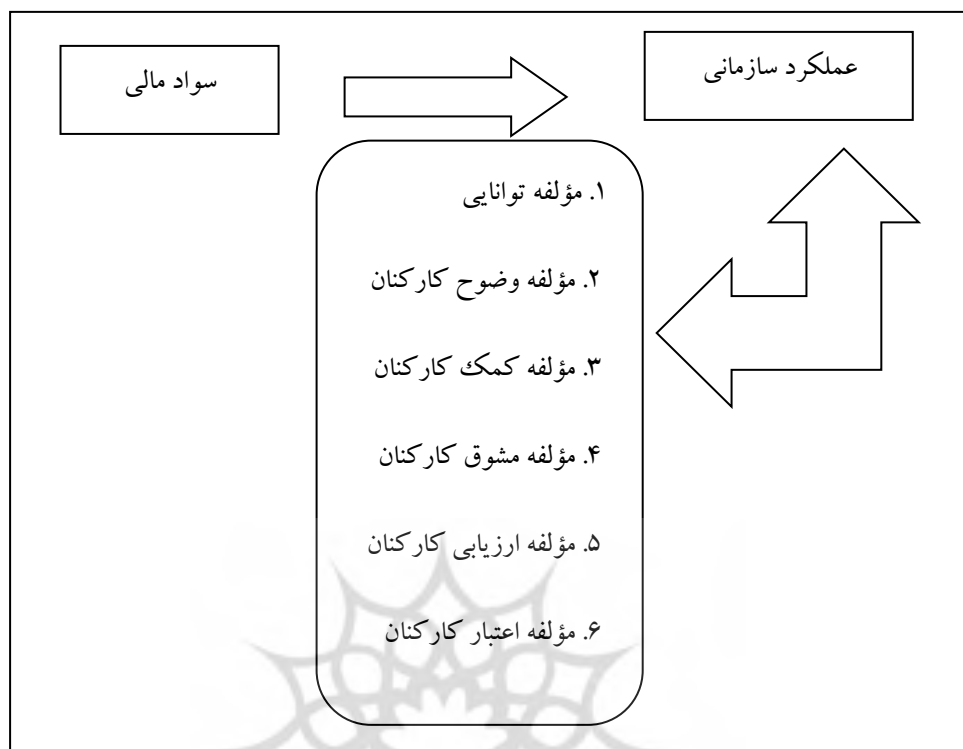 عملکرد سازمانی
سواد مالی
۱. مؤلفه توانایی
۲. مؤلفه وضوح کارکنان
۳. مؤلفه کمک کارکنان
۴. مؤلفه مشوق کارکنان
۵. مؤلفه ارزیابی کارکنان
۶. مؤلفه اعتبار کارکنان